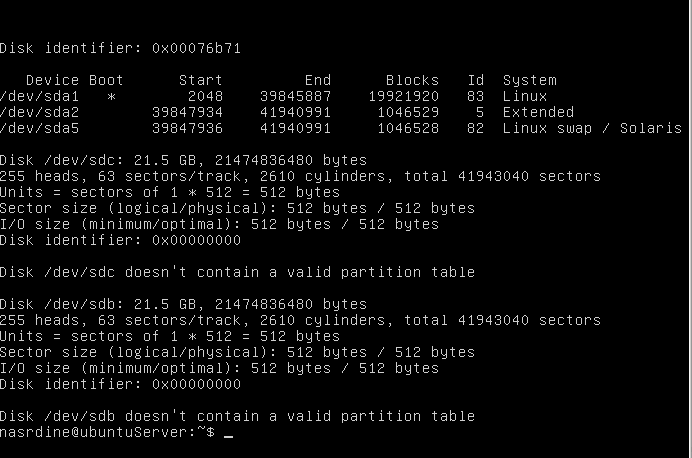 Disk identifier: 0x00076b71
   Device Boot      Start         End      Blocks   Id  System
/dev/sda1   *        2048    39845887    19921920   83  Linux
/dev/sda2        39847934    41940991     1046529    5  Extended
/dev/sda5        39847936    41940991     1046528   82  Linux swap / Solaris
Disk /dev/sdc: 21.5 GB, 21474836480 bytes
255 heads, 63 sectors/track, 2610 cylinders, total 41943040 sectors
Units = sectors of 1 * 512 = 512 bytes
Sector size (logical/physical): 512 bytes / 512 bytes
I/O size (minimum/optimal): 512 bytes / 512 bytes
Disk identifier: 0x00000000
Disk /dev/sdc doesn't contain a valid partition table
Disk /dev/sdb: 21.5 GB, 21474836480 bytes
255 heads, 63 sectors/track, 2610 cylinders, total 41943040 sectors
Units = sectors of 1 * 512 = 512 bytes
Sector size (logical/physical): 512 bytes / 512 bytes
I/O size (minimum/optimal): 512 bytes / 512 bytes
Disk identifier: 0x00000000
Disk /dev/sdb doesn't contain a valid partition table
nasrdine@ubuntuServer:~$ _